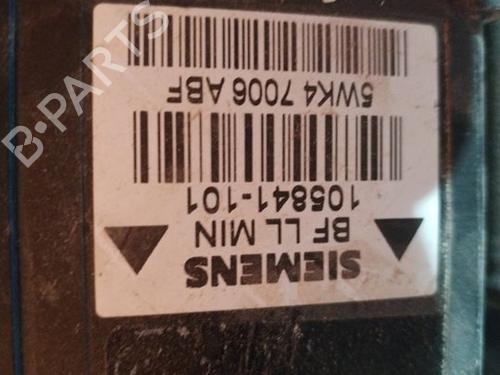 SIEMENS
BF LL MIN
105841-101
5WK4 7006 ABF
B-PARTS